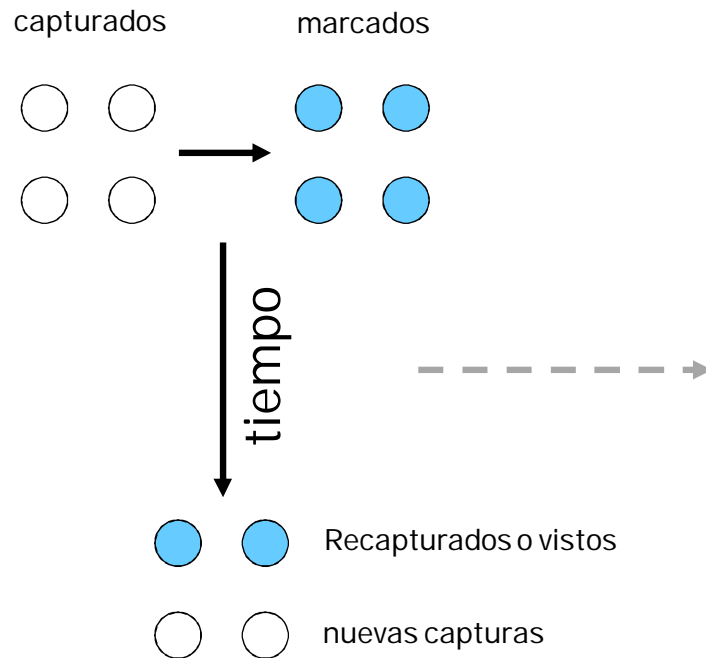 capturados
marcados
tiempo
Recapturados o vistos
nuevas capturas